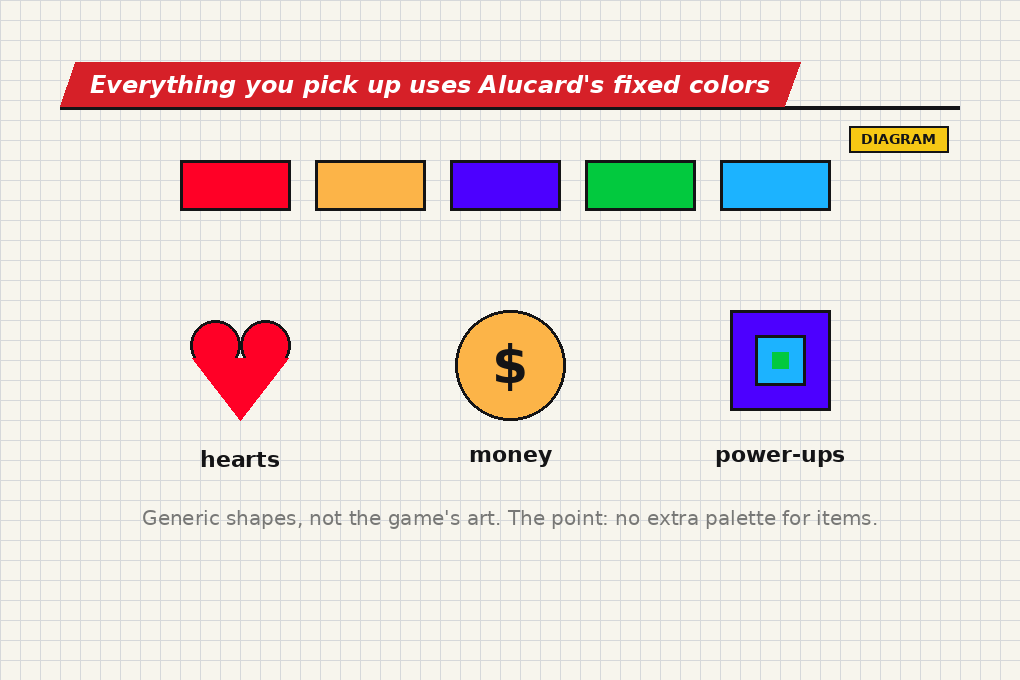 Everything you pick up uses Alucard's fixed colors
DIAGRAM
$
hearts
money
power-ups
Generic shapes, not the game's art. The point: no extra palette for items.